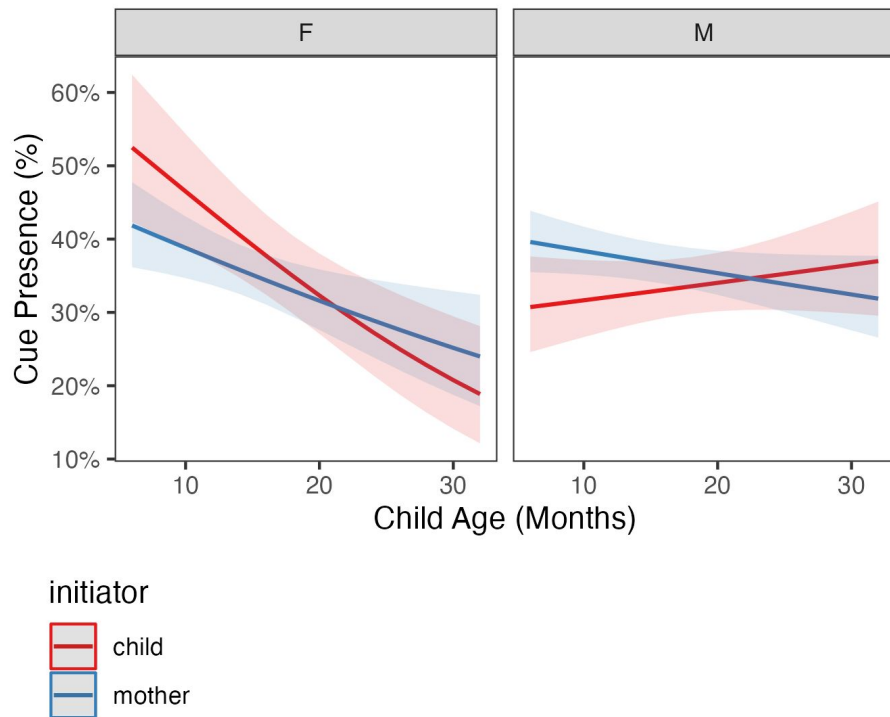 F
M
Cue Presence (%)
60%
50%
40%
30%
20%
10%
10
20
30
10
20
30
Child Age (Months)
initiator
child
mother